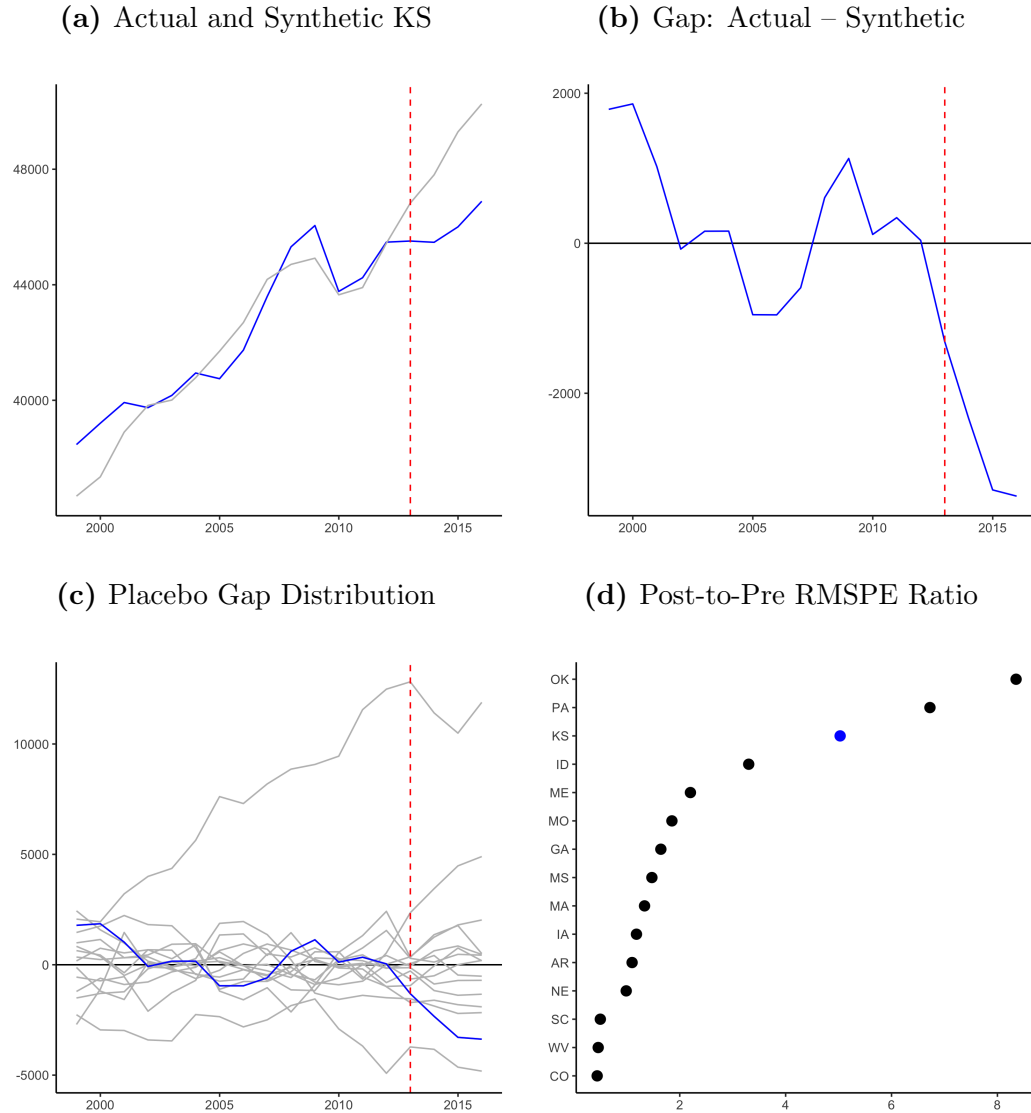 (a) Actual and Synthetic KS
48000
44000
40000
2000 2005 2010 2015
(b) Gap: Actual – Synthetic
2000
0
-2000
2000 2005 2010 2015
(c) Placebo Gap Distribution
10000
5000
0
-5000
2000 2005 2010 2015
(d) Post-to-Pre RMSPE Ratio
OK
PA
KS
ID
ME
MO
GA
MS
MA
IA
AR
NE
SC
WV
CO
2 4 6 8